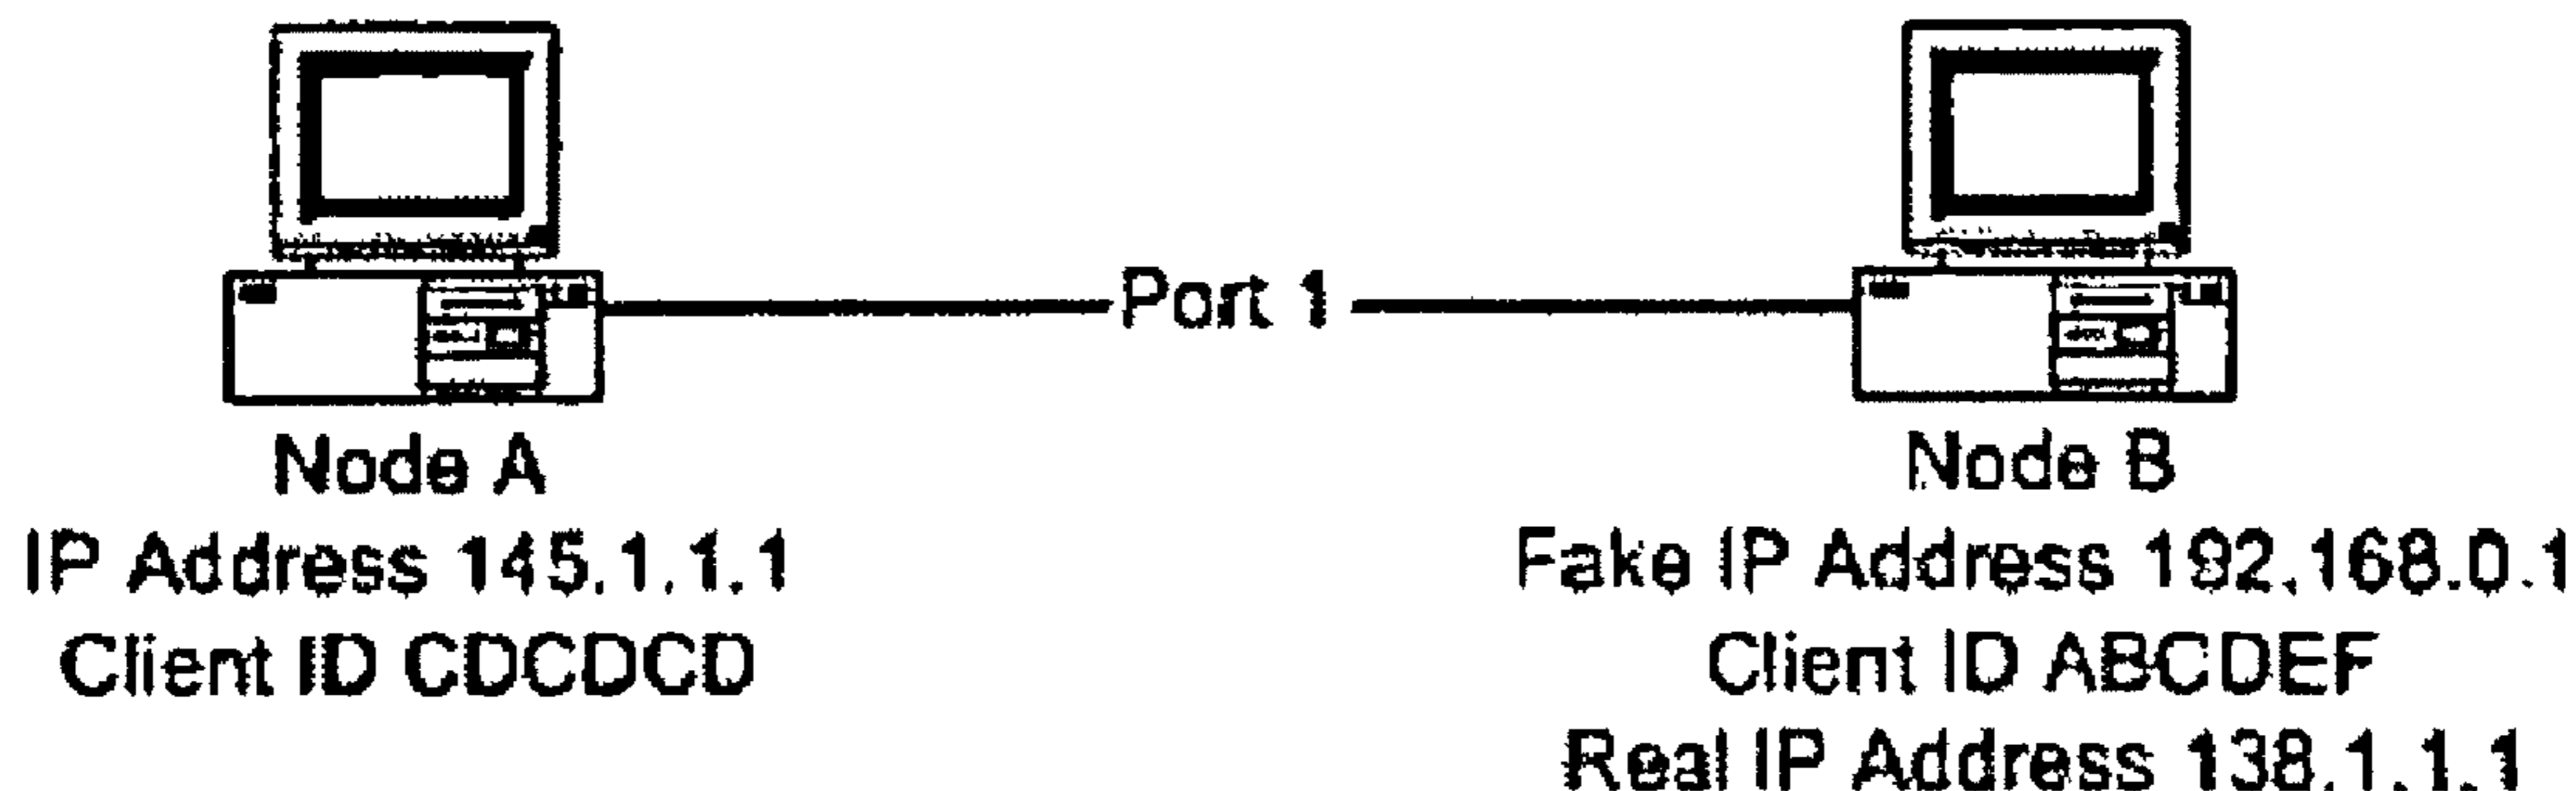 Port 1
Node A
IP Address 145.1.1.1
Client ID CDCDCD
Node B
Fake IP Address 192.168.0.1
Client ID ABCDEF
Real IP Address 138.1.1.1